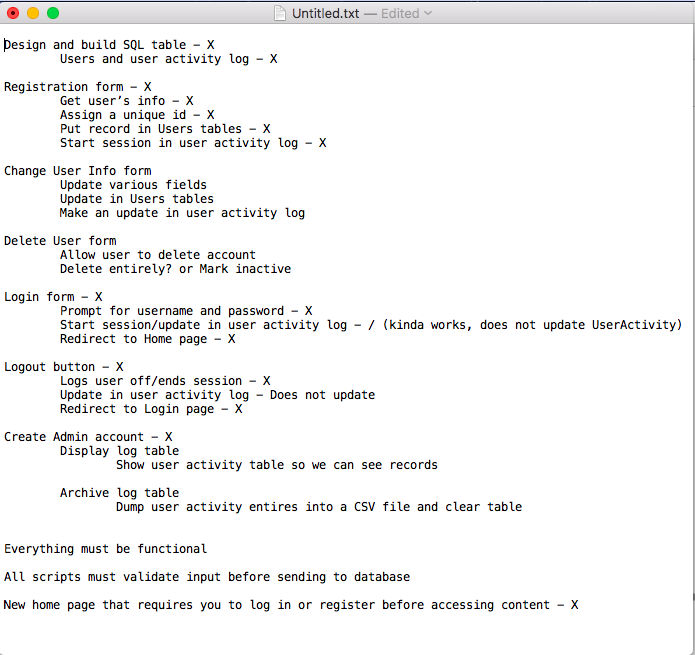 Untitled.txt — Edited
Design and build SQL table – X
Users and user activity log – X
Registration form – X
Get user’s info – X
Assign a unique id – X
Put record in Users tables – X
Start session in user activity log – X
Change User Info form
Update various fields
Update in Users tables
Make an update in user activity log
Delete User form
Allow user to delete account
Delete entirely? or Mark inactive
Login form – X
Prompt for username and password – X
Start session/update in user activity log – / (kinda works, does not update UserActivity)
Redirect to Home page – X
Logout button – X
Logs user off/ends session – X
Update in user activity log – Does not update
Redirect to Login page – X
Create Admin account – X
Display log table
Show user activity table so we can see records
Archive log table
Dump user activity entires into a CSV file and clear table
Everything must be functional
All scripts must validate input before sending to database
New home page that requires you to log in or register before accessing content – X